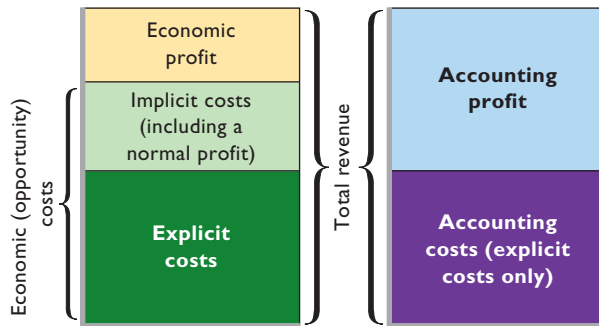 Economic (opportunity)
costs
Economic
profit
Implicit costs
(including a
normal profit)
Explicit
costs
Total revenue
Accounting
profit
Accounting
costs (explicit
costs only)